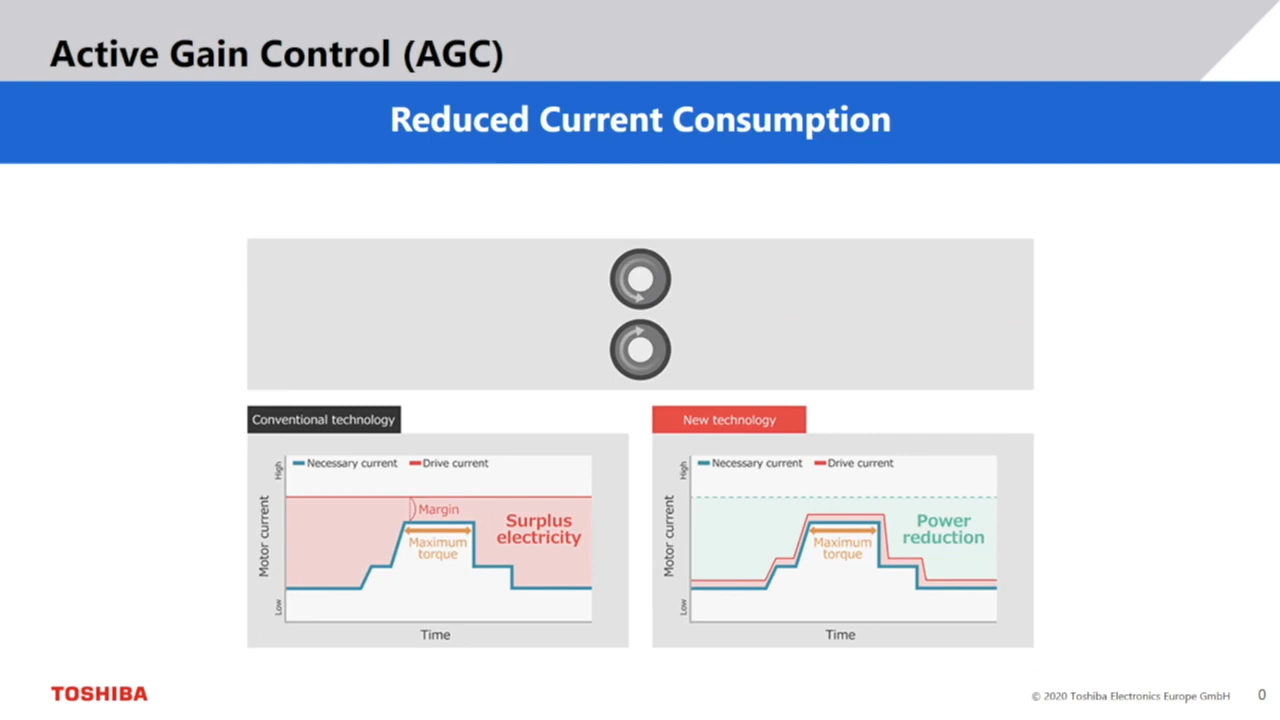 Active Gain Control (AGC)
Reduced Current Consumption
Conventional technology
High
Motor current
Low
Necessary current
Drive current
Margin
Surplus
electricity
Maximum
torque
Time
New technology
High
Motor current
Low
Necessary current
Drive current
Power
reduction
Maximum
torque
Time
TOSHIBA
© 2020 Toshiba Electronics Europe GmbH
0